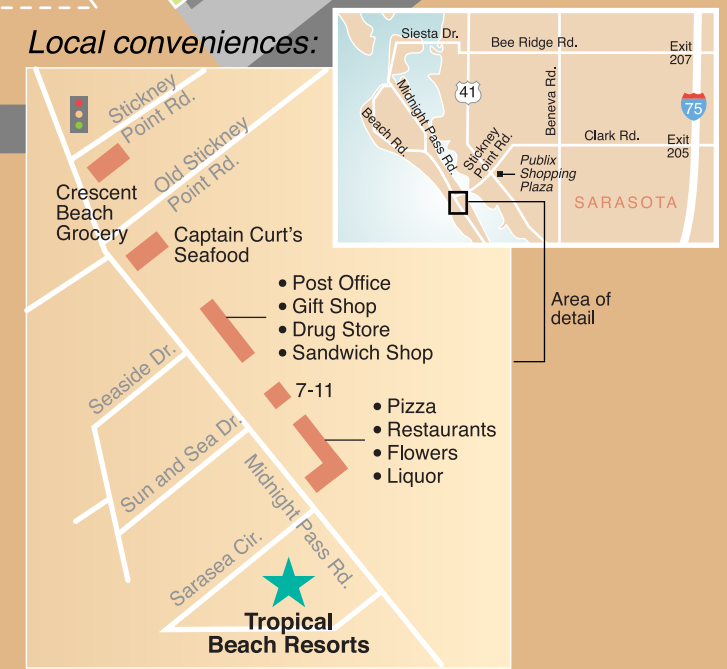 Local conveniences:
Stickney
Point Rd.
Old Stickney
Point Rd.
Crescent
Beach
Grocery
Captain Curt's
Seafood
• Post Office
• Gift Shop
• Drug Store
• Sandwich Shop
Seaside Dr.
7-11
• Pizza
• Restaurants
• Flowers
• Liquor
Sun and Sea Dr.
Midnight Pass Rd.
Sarasea Cir.
Tropical
Beach Resorts
Siesta Dr.
Bee Ridge Rd.
Exit
207
41
75
Midnight Pass Rd.
Beach Rd.
Stickney
Point Rd.
Beneva Rd.
Clark Rd.
Exit
205
Publix
Shopping
Plaza
SARASOTA
Area of
detail